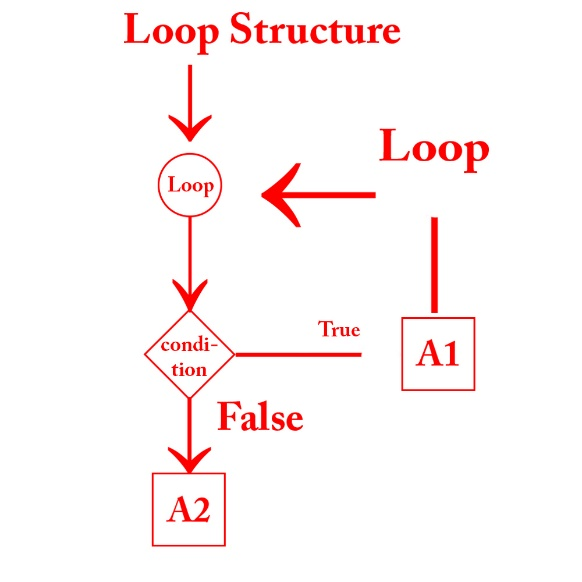 Loop Structure
Loop
Loop
condi-
tion
True
A1
False
A2